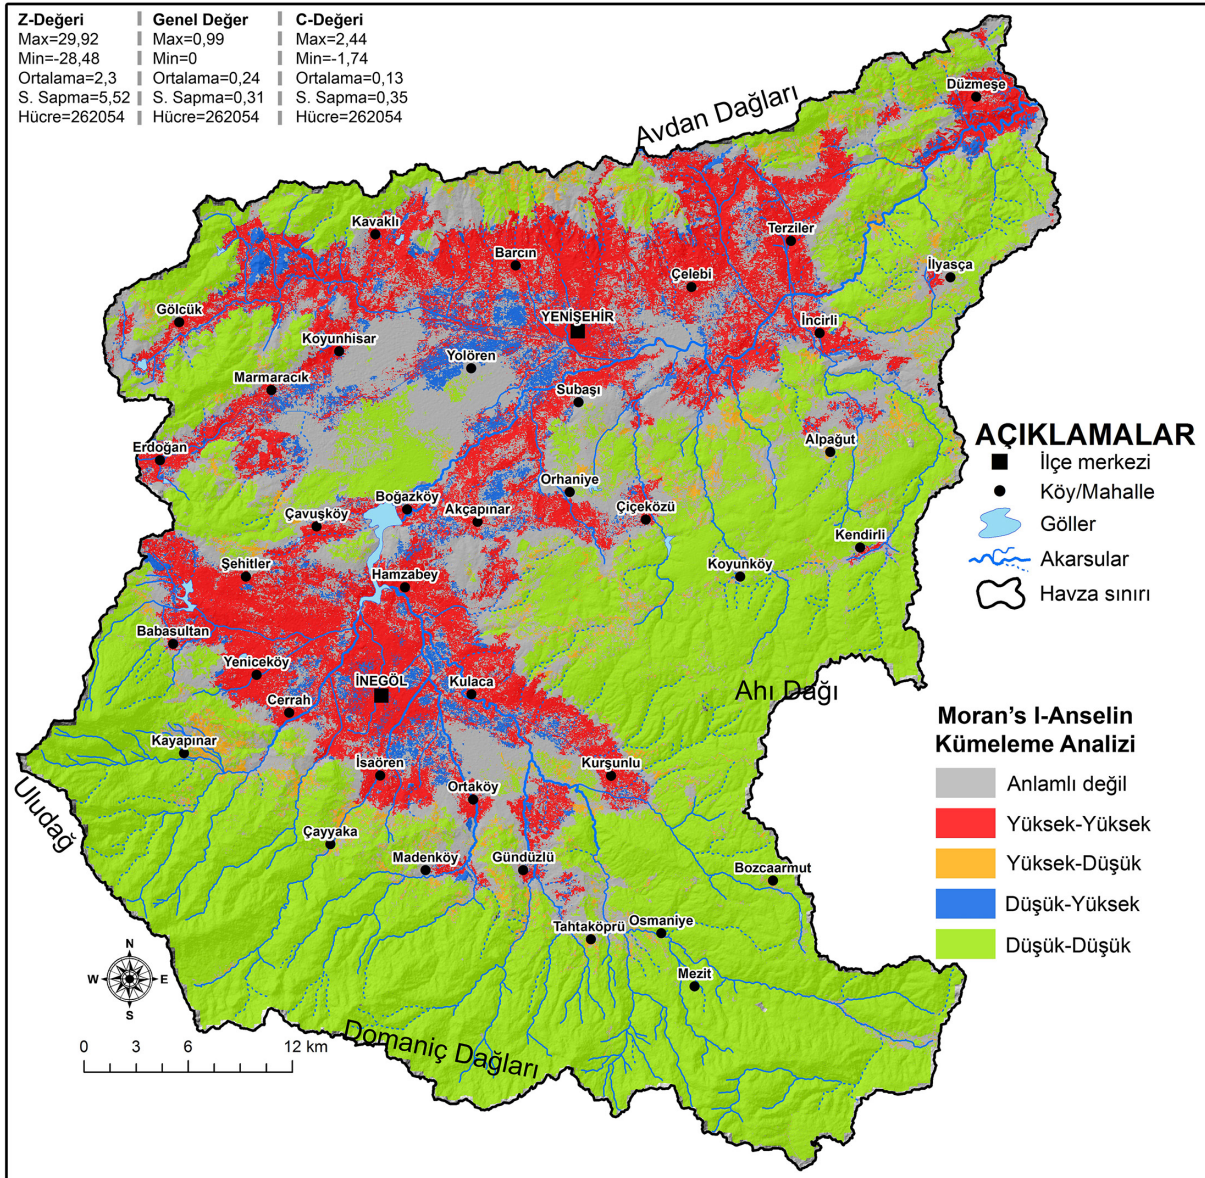 Z-Değeri | Genel Değer | C-Değeri
Max=29,92 | Max=0,99 | Max=2,44
Min=-28,48 | Min=0 | Min=-1,74
Ortalama=2,3 | Ortalama=0,24 | Ortalama=0,13
S. Sapma=5,52 | S. Sapma=0,31 | S. Sapma=0,35
Hücre=262054 | Hücre=262054 | Hücre=262054
Avdan Dağları
Düzmeşe
Kavaklı
Terziler
Barcın
Çelebi
İlyasça
Gölcük
YENİŞEHİR
İncirli
Koyunhisar
Yolören
Marmaracık
Subaşı
Erdoğan
Alpağut
AÇIKLAMALAR
İlçe merkezi
Köy/Mahalle
Göller
Akarsular
Havza sınırı
Orhaniye
Boğazköy
Çavuşköy
Akçapınar
Çiçeközü
Kendirli
Şehitler
Hamzabey
Koyunköy
Babasultan
Yeniceköy
İNEGÖL
Kulaca
Ahı Dağı
Cerrah
Kayapınar
İsaören
Kurşunlu
Ortaköy
Uludağ
Çayyaka
Madenköy
Gündüzlü
Bozcaarmut
Tahtaköprü
Osmaniye
Mezit
Domaniç Dağları
Moran's I-Anselin
Kümeleme Analizi
Anlamlı değil
Yüksek-Yüksek
Yüksek-Düşük
Düşük-Yüksek
Düşük-Düşük
N
W
E
S
0 3 6 12 km